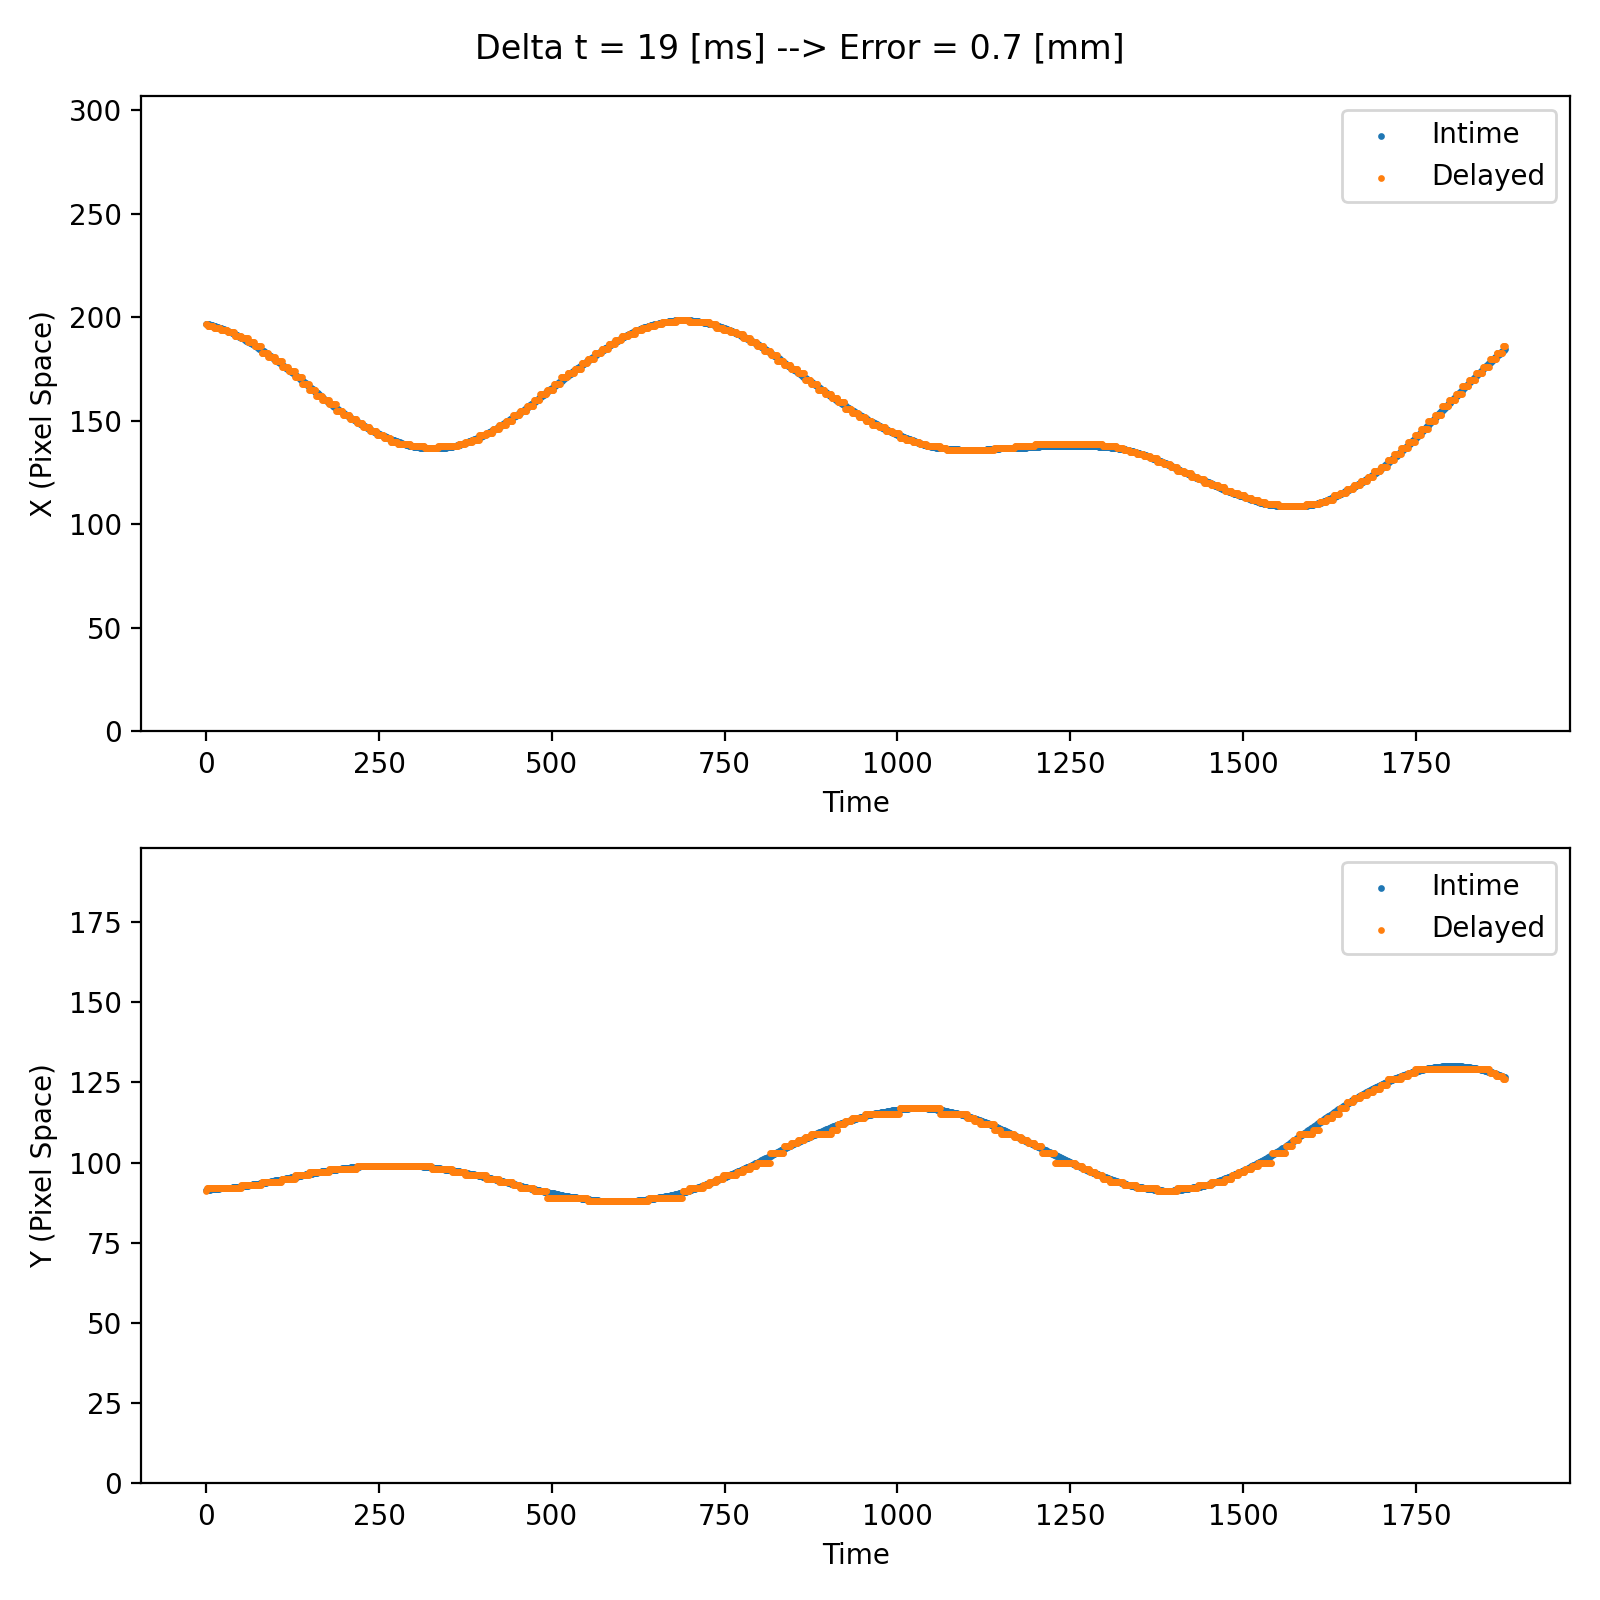 Delta t = 19 [ms] --> Error = 0.7 [mm]
300
250
200
150
100
50
0
X (Pixel Space)
Intime
Delayed
0 250 500 750 1000 1250 1500 1750
Time
175
150
125
100
75
50
25
0
Y (Pixel Space)
Intime
Delayed
0 250 500 750 1000 1250 1500 1750
Time